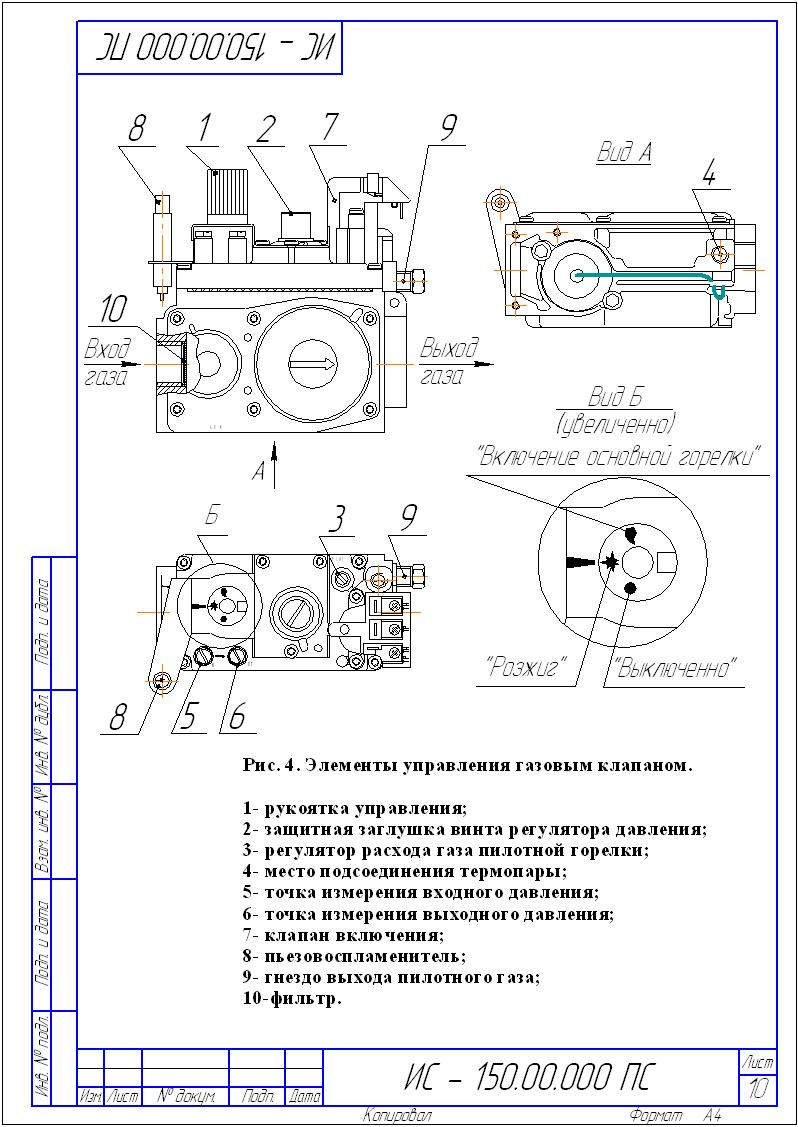 ИС - 150.00.000 ПС
8 1 2 7 9
Вид А
4
10
Вход
газа
Выход
газа
А
Вид Б
(увеличенно)
"Включение основной горелки"
Б 3 9
"Розжиг" "Выключенно"
8 5 6
Рис. 4. Элементы управления газовым клапаном.
1- рукоятка управления;
2- защитная заглушка винта регулятора давления;
3- регулятор расхода газа пилотной горелки;
4- место подсоединения термопары;
5- точка измерения входного давления;
6- точка измерения выходного давления;
7- клапан включения;
8- пьезовоспламенитель;
9- гнездо выхода пилотного газа;
10-фильтр.
Подп. и дата
Инв. № дубл.
Взам. инв. №
Подп. и дата
Инв. № подл.
Изм. Лист № докум. Подп. Дата
ИС - 150.00.000 ПС
Лист
10
Копировал Формат А4